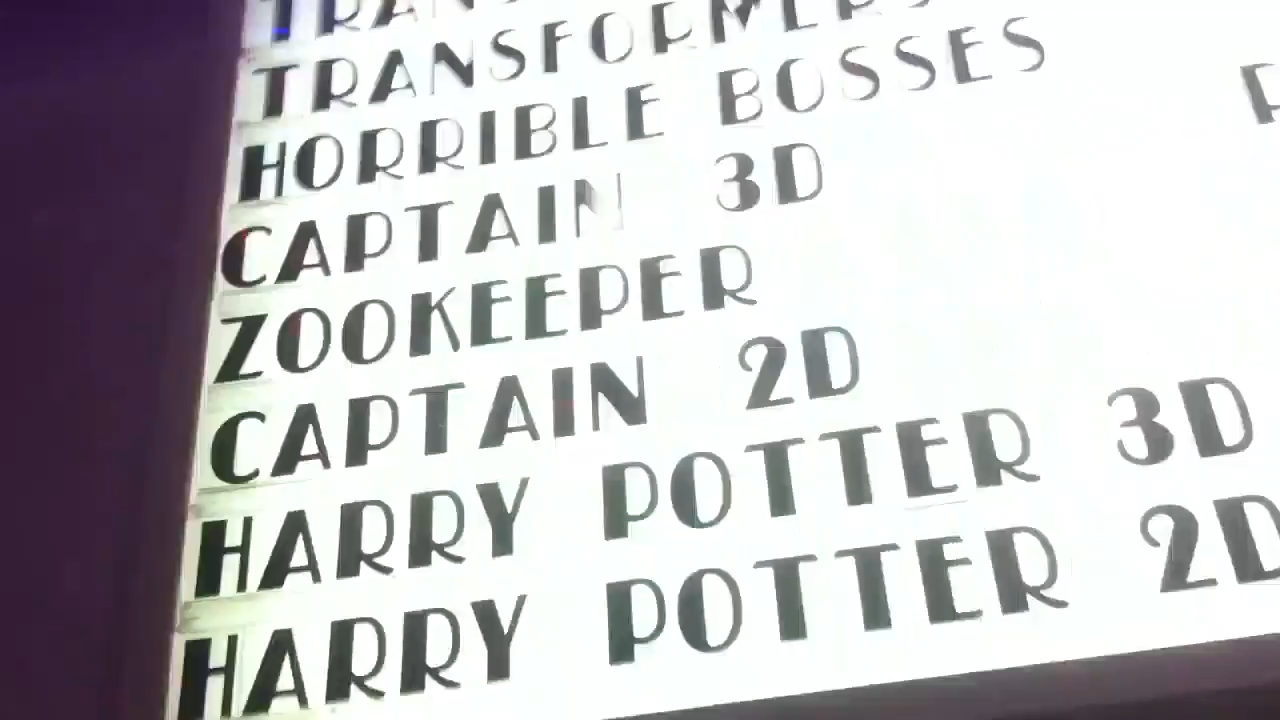 TRANSFORMERS
HORRIBLE BOSSES
CAPTAIN 3D
ZOOKEEPER
CAPTAIN 2D
HARRY POTTER 3D
HARRY POTTER 2D